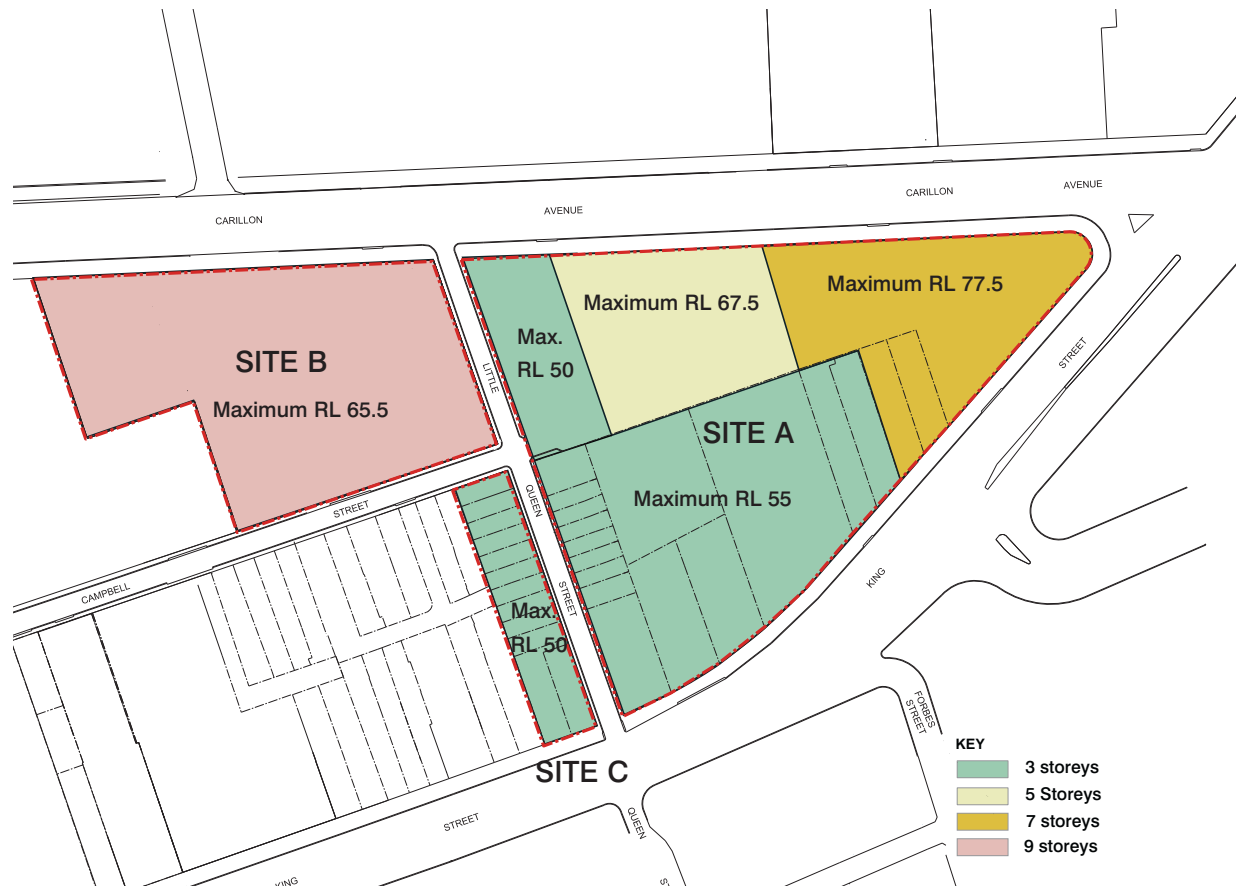 CARILLON
AVENUE
CARILLON
AVENUE
Maximum RL 67.5
Maximum RL 77.5
Max.
RL 50
SITE B
Maximum RL 65.5
LITTLE
STREET
SITE A
Maximum RL 55
QUEEN
STREET
STREET
CAMPBELL
KING
Max.
RL 50
FORBES
STREET
SITE C
KEY
3 storeys
5 Storeys
7 storeys
9 storeys
STREET
QUEEN
KING